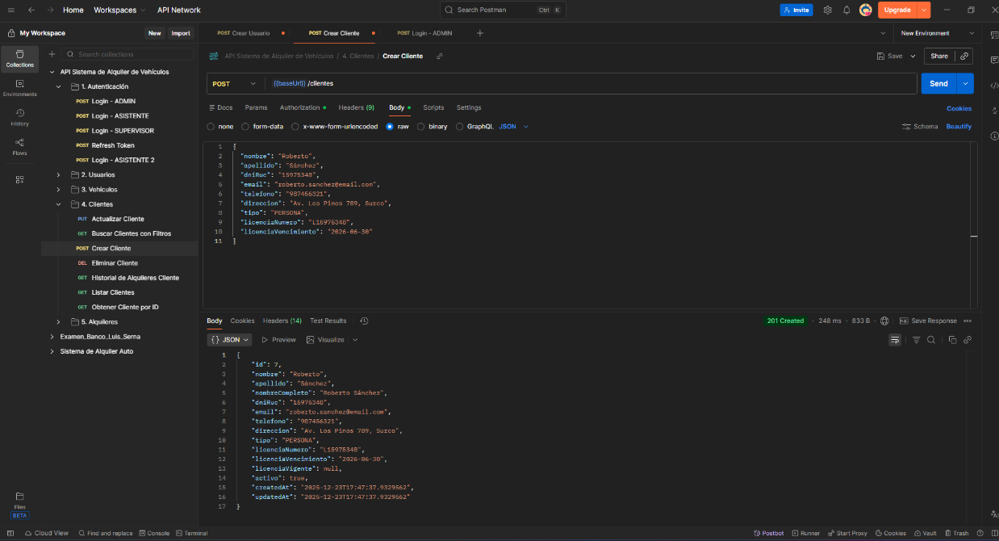 Home Workspaces API Network Search Postman Ctrl K Invite Upgrade
My Workspace New Import POST Crear Usuario POST Crear Cliente POST Login - ADMIN New Environment
Collections
Environments
History
Flows
Files
BETA
Search collections
API Sistema de Alquiler de Vehículos
1. Autenticación
POST Login - ADMIN
POST Login - ASISTENTE
POST Login - SUPERVISOR
POST Refresh Token
POST Login - ASISTENTE 2
2. Usuarios
3. Vehículos
4. Clientes
PUT Actualizar Cliente
GET Buscar Clientes con Filtros
POST Crear Cliente
DEL Eliminar Cliente
GET Historial de Alquileres Cliente
GET Listar Clientes
GET Obtener Cliente por ID
5. Alquileres
Examen_Banco_Luis_Serna
Sistema de Alquiler Auto
API Sistema de Alquiler de Vehículos / 4. Clientes / Crear Cliente Save Share
POST {{baseUrl}} /clientes Send
Docs Params Authorization Headers (9) Body Scripts Settings Cookies
none form-data x-www-form-urlencoded raw binary GraphQL JSON Schema Beautify
1 {
2 "nombre": "Roberto",
3 "apellido": "Sánchez",
4 "dniRuc": "15975348",
5 "email": "roberto.sanchez@email.com",
6 "telefono": "987456321",
7 "direccion": "Av. Los Pinos 789, Surco",
8 "tipo": "PERSONA",
9 "licenciaNumero": "L15975348",
10 "licenciaVencimiento": "2026-06-30"
11 }
Body Cookies Headers (14) Test Results 201 Created 248 ms 833 B Save Response
{} JSON Preview Visualize
1 {
2 "id": 7,
3 "nombre": "Roberto",
4 "apellido": "Sánchez",
5 "nombreCompleto": "Roberto Sánchez",
6 "dniRuc": "15975348",
7 "email": "roberto.sanchez@email.com",
8 "telefono": "987456321",
9 "direccion": "Av. Los Pinos 789, Surco",
10 "tipo": "PERSONA",
11 "licenciaNumero": "L15975348",
12 "licenciaVencimiento": "2026-06-30",
13 "licenciaVigente": null,
14 "activo": true,
15 "createdAt": "2025-12-23T17:47:37.9329562",
16 "updatedAt": "2025-12-23T17:47:37.9329562"
17 }
Cloud View Find and replace Console Terminal Postbot Runner Start Proxy Cookies Vault Trash